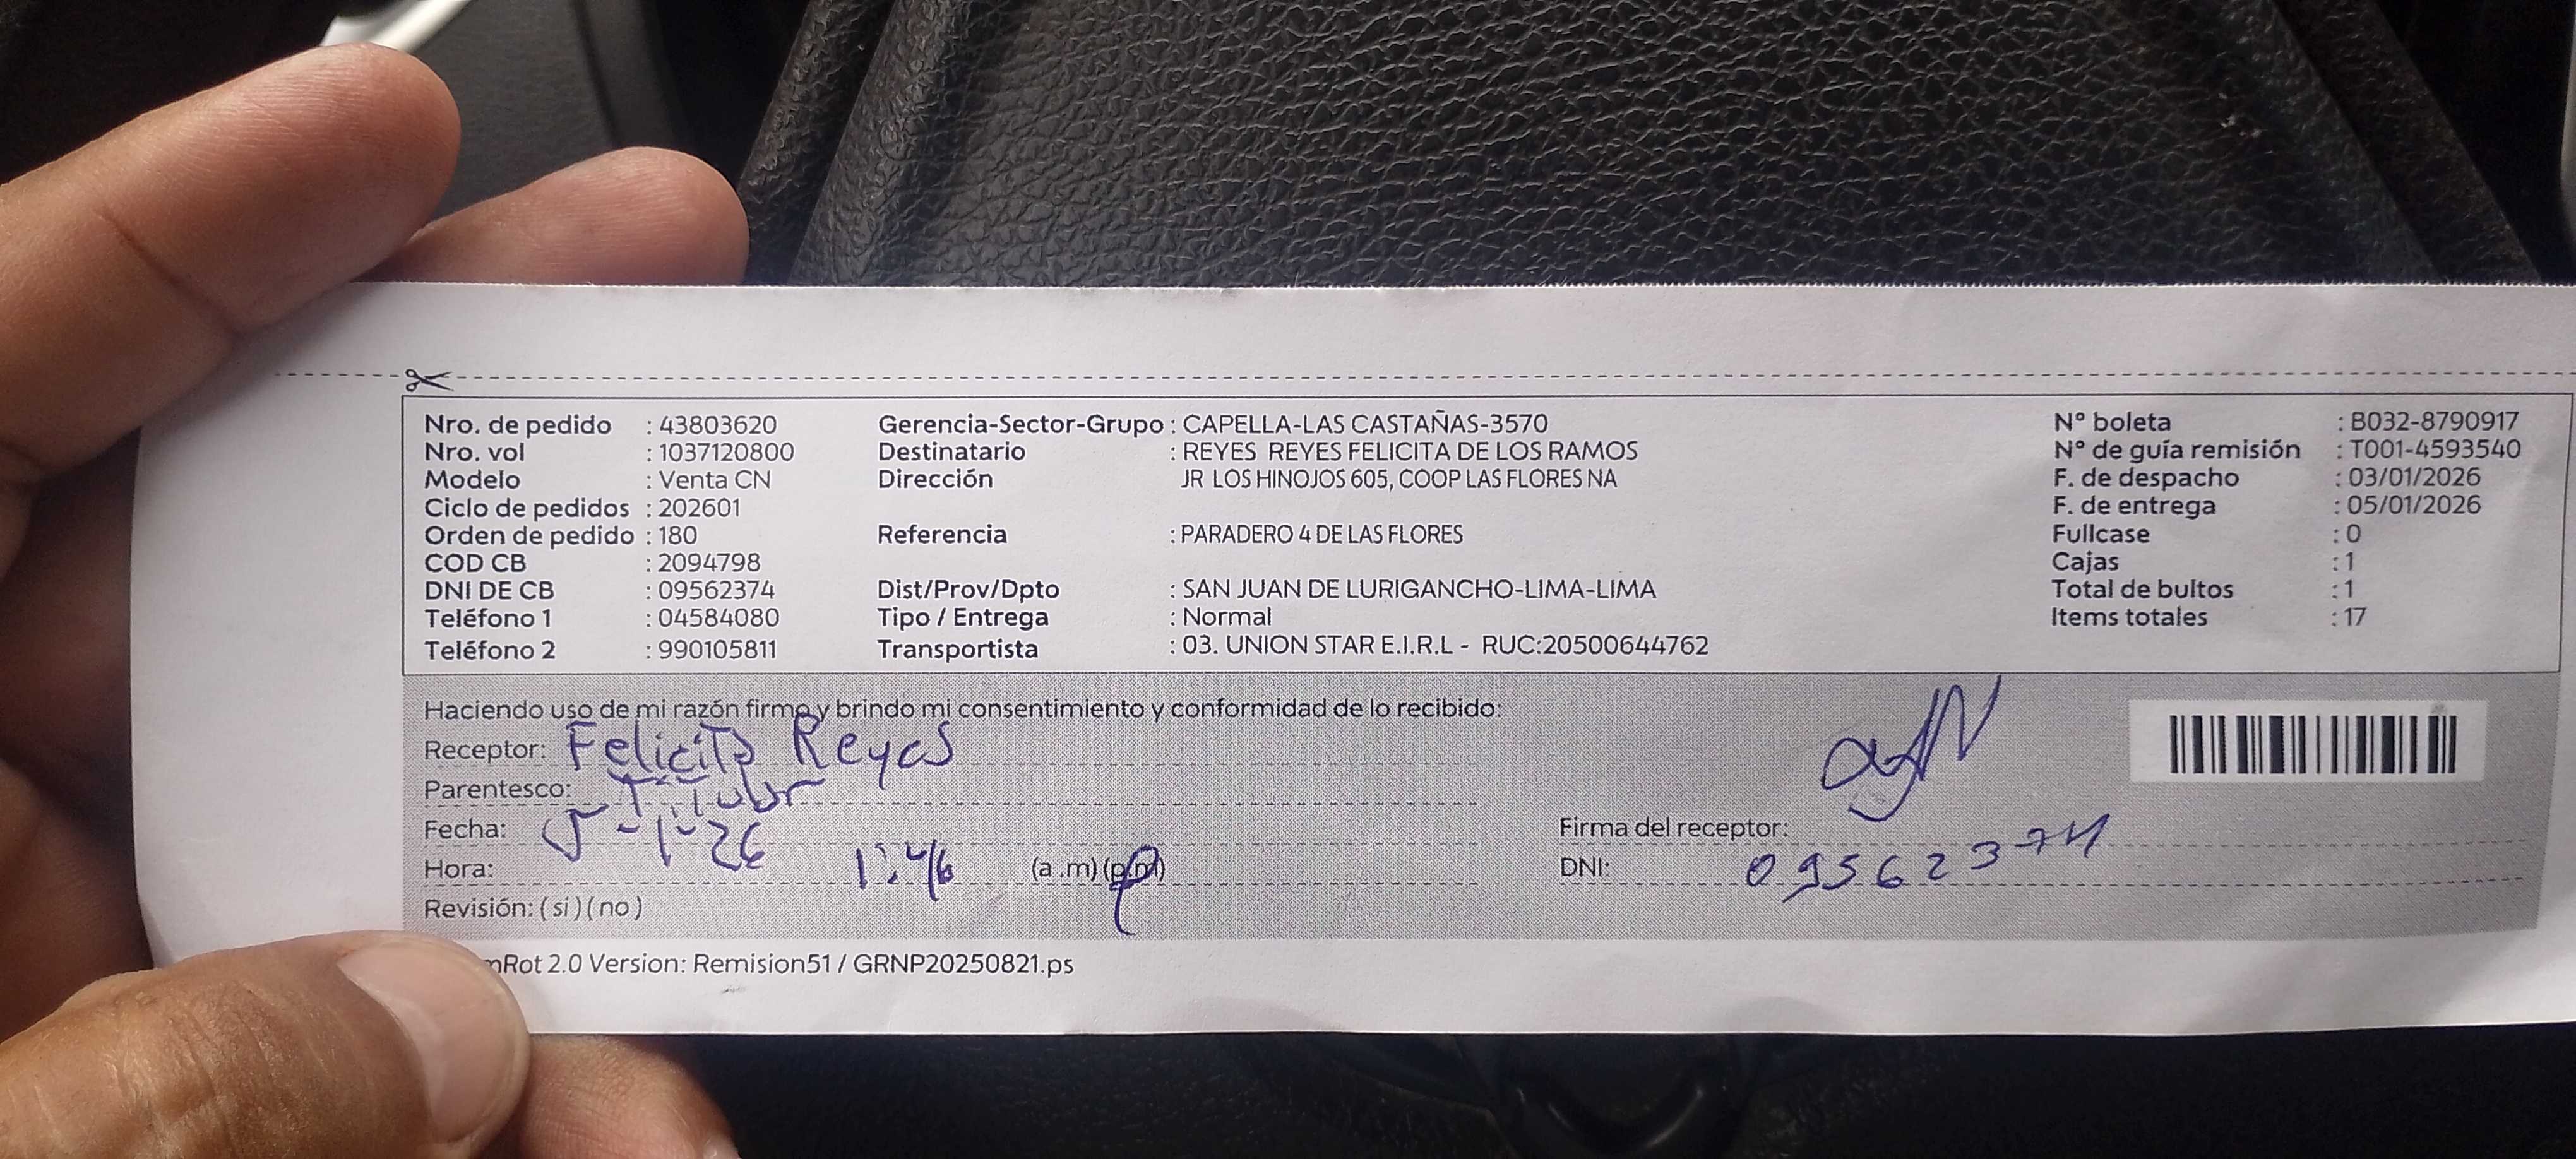 Nro. de pedido : 43803620 Gerencia-Sector-Grupo : CAPELLA-LAS CASTAÑAS-3570 N° boleta : B032-8790917
Nro. vol : 1037120800 Destinatario : REYES REYES FELICITA DE LOS RAMOS N° de guía remisión : T001-4593540
Modelo : Venta CN Dirección JR LOS HINOJOS 605, COOP LAS FLORES NA F. de despacho : 03/01/2026
Ciclo de pedidos : 202601 F. de entrega : 05/01/2026
Orden de pedido : 180 Referencia : PARADERO 4 DE LAS FLORES Fullcase : 0
COD CB : 2094798 Cajas : 1
DNI DE CB : 09562374 Dist/Prov/Dpto : SAN JUAN DE LURIGANCHO-LIMA-LIMA Total de bultos : 1
Teléfono 1 : 04584080 Tipo / Entrega : Normal Items totales : 17
Teléfono 2 : 990105811 Transportista : 03. UNION STAR E.I.R.L - RUC:20500644762
Haciendo uso de mi razón firmo y brindo mi consentimiento y conformidad de lo recibido:
Receptor: Felicita Reyes
Parentesco: Titular
Fecha: 5-1-26 Firma del receptor:
Hora: 1:46 (a .m) (p.m) DNI: 09562374
Revisión: ( si ) ( no )
mRot 2.0 Version: Remision51 / GRNP20250821.ps